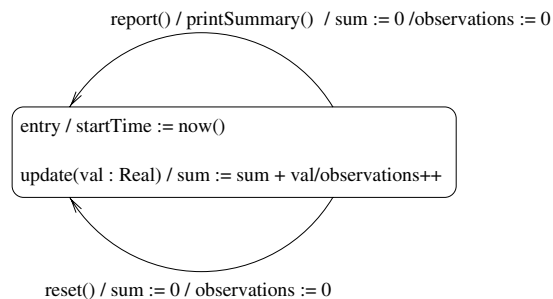 report() / printSummary()  / sum := 0 /observations := 0
entry / startTime := now()
update(val : Real) / sum := sum + val/observations++
reset() / sum := 0 / observations := 0